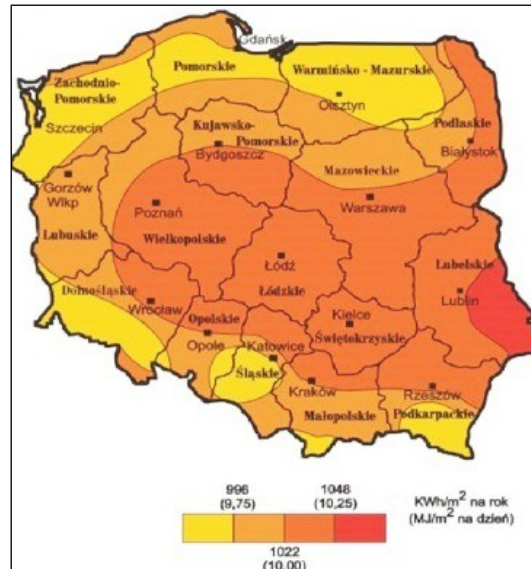 Gdańsk
Zachodnio-
Pomorskie
Pomorskie
Warmińsko - Mazurskie
Olsztyn
Szczecin
Kujawsko-
Pomorskie
Podlaskie
Bydgoszcz
Białystok
Mazowieckie
Gorzów
Wlkp
Poznań
Warszawa
Lubuskie
Wielkopolskie
Łódź
Lubelskie
Dolnośląskie
Łódzkie
Lublin
Wrocław
Kielce
Opolskie
Świętokrzyskie
Opole
Katowice
Śląskie
Kraków
Rzeszów
Małopolskie
Podkarpackie
996
(9,75)
1048
(10,25)
KWh/m² na rok
(MJ/m² na dzień)
1022
(10,00)